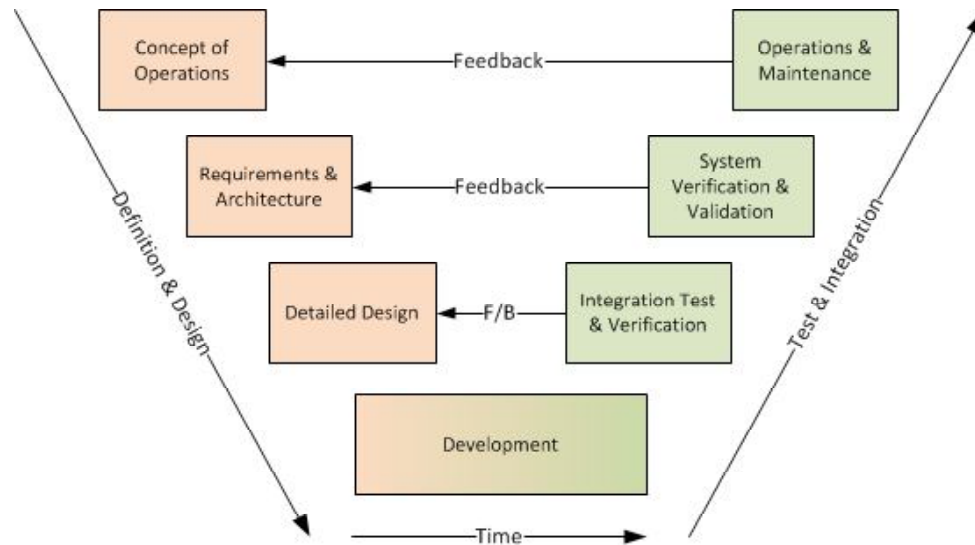 Concept of
Operations
Feedback
Operations &
Maintenance
Requirements &
Architecture
Feedback
System
Verification &
Validation
Definition & Design
Test & Integration
Detailed Design
F/B
Integration Test
& Verification
Development
Time